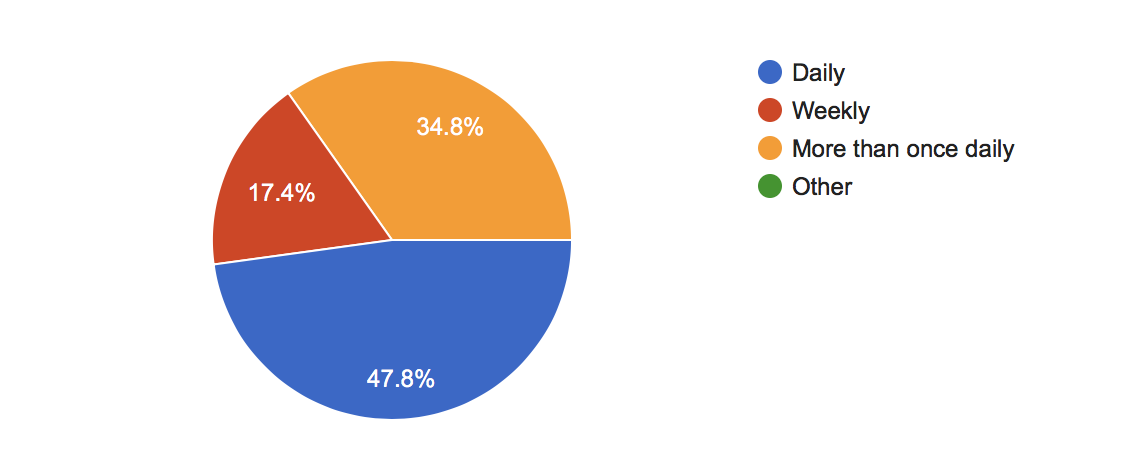 34.8%
17.4%
47.8%
Daily
Weekly
More than once daily
Other